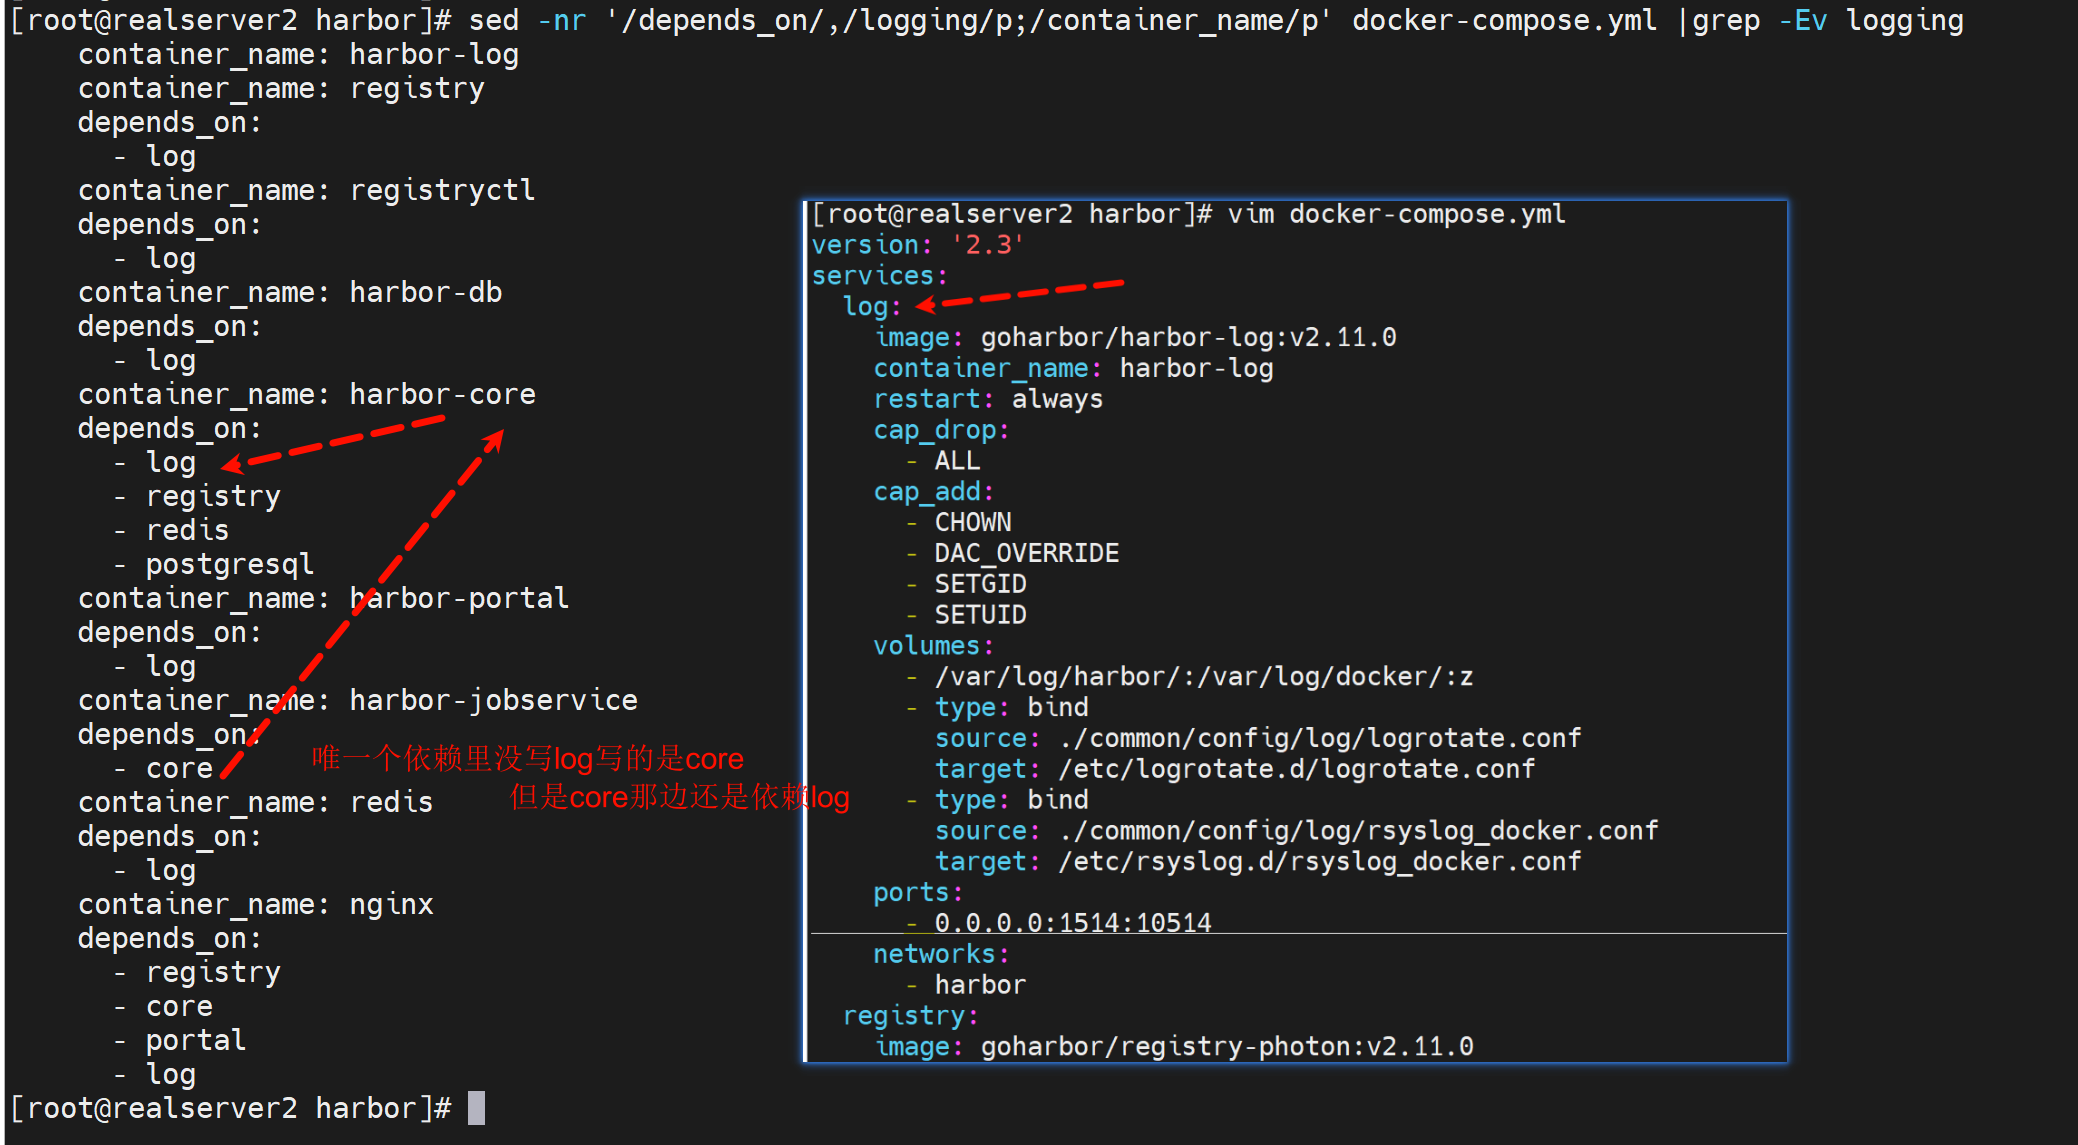 [root@realserver2 harbor]# sed -nr '/depends_on/,/logging/p;/container_name/p' docker-compose.yml |grep -Ev logging
    container_name: harbor-log
    container_name: registry
    depends_on:
      - log
    container_name: registryctl
    depends_on:
      - log
    container_name: harbor-db
    depends_on:
      - log
    container_name: harbor-core
    depends_on:
      - log
      - registry
      - redis
      - postgresql
    container_name: harbor-portal
    depends_on:
      - log
    container_name: harbor-jobservice
    depends_on:
      - core
唯一个依赖里没写log写的是core
但是core那边还是依赖log
    container_name: redis
    depends_on:
      - log
    container_name: nginx
    depends_on:
      - registry
      - core
      - portal
      - log
[root@realserver2 harbor]#
[root@realserver2 harbor]# vim docker-compose.yml
version: '2.3'
services:
  log:
    image: goharbor/harbor-log:v2.11.0
    container_name: harbor-log
    restart: always
    cap_drop:
      - ALL
    cap_add:
      - CHOWN
      - DAC_OVERRIDE
      - SETGID
      - SETUID
    volumes:
      - /var/log/harbor/:/var/log/docker/:z
      - type: bind
        source: ./common/config/log/logrotate.conf
        target: /etc/logrotate.d/logrotate.conf
      - type: bind
        source: ./common/config/log/rsyslog_docker.conf
        target: /etc/rsyslog.d/rsyslog_docker.conf
    ports:
      - 0.0.0.0:1514:10514
    networks:
      - harbor
  registry:
    image: goharbor/registry-photon:v2.11.0